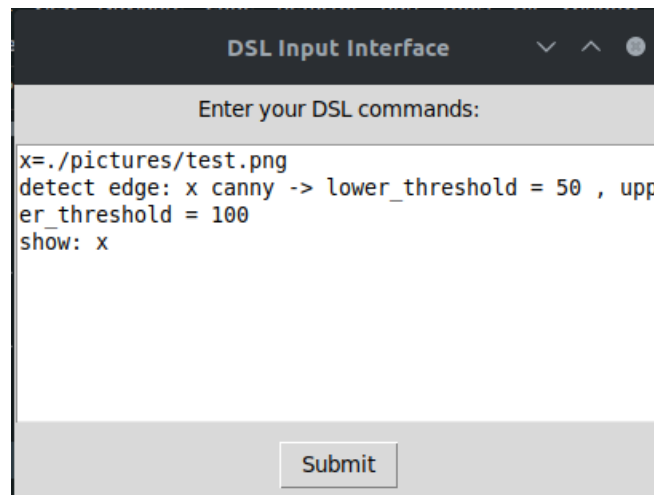 DSL Input Interface
Enter your DSL commands:
x=./pictures/test.png
detect edge: x canny -> lower_threshold = 50 , upp
er_threshold = 100
show: x
Submit